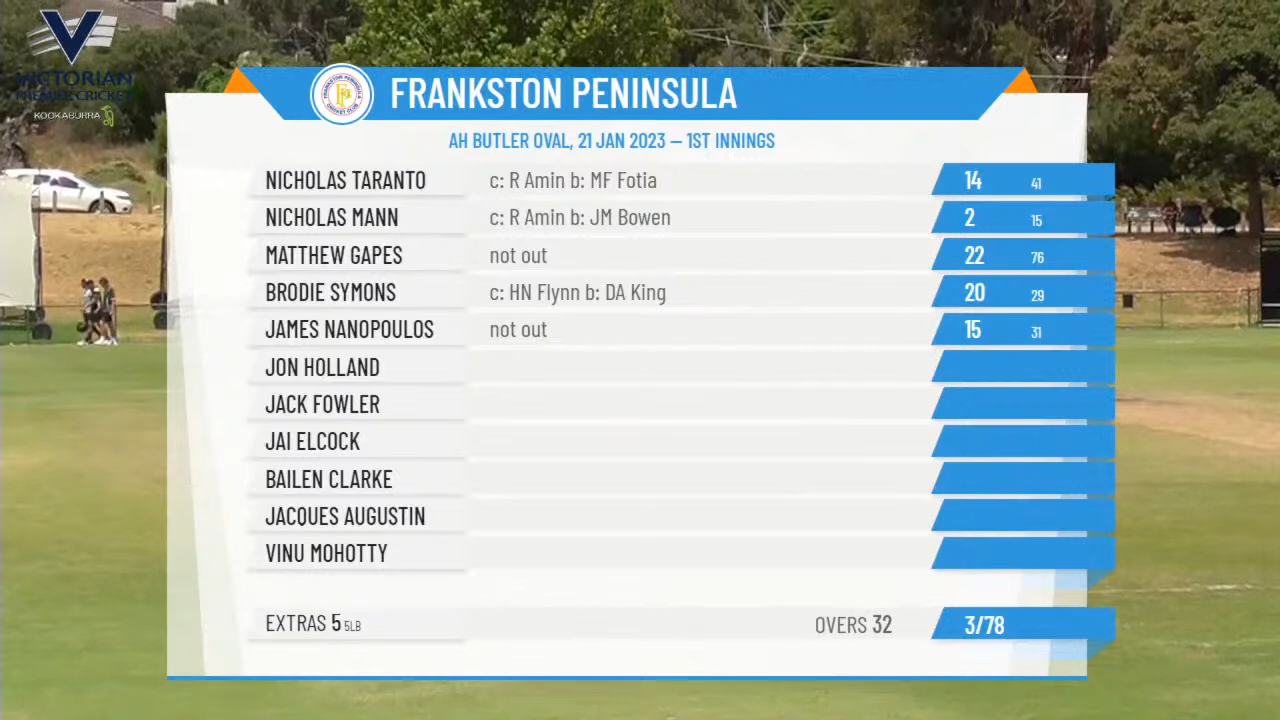 VICTORIAN
PREMIER CRICKET
KOOKABURRA
FRANKSTON PENINSULA
AH BUTLER OVAL, 21 JAN 2023 – 1ST INNINGS
NICHOLAS TARANTO c: R Amin b: MF Fotia 14 41
NICHOLAS MANN c: R Amin b: JM Bowen 2 15
MATTHEW GAPES not out 22 76
BRODIE SYMONS c: HN Flynn b: DA King 20 29
JAMES NANOPOULOS not out 15 31
JON HOLLAND
JACK FOWLER
JAI ELCOCK
BAILEN CLARKE
JACQUES AUGUSTIN
VINU MOHOTTY
EXTRAS 5 5LB OVERS 32 3/78